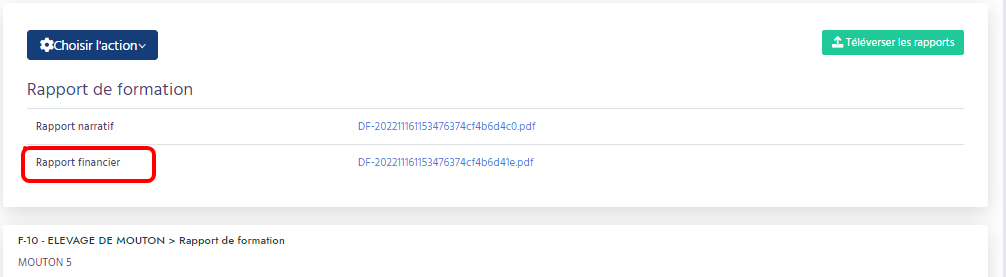 Choisir l'action
Téléverser les rapports
Rapport de formation
Rapport narratif DF-202211161153476374cf4b6d4c0.pdf
Rapport financier DF-202211161153476374cf4b6d41e.pdf
F-10 - ELEVAGE DE MOUTON > Rapport de formation
MOUTON 5